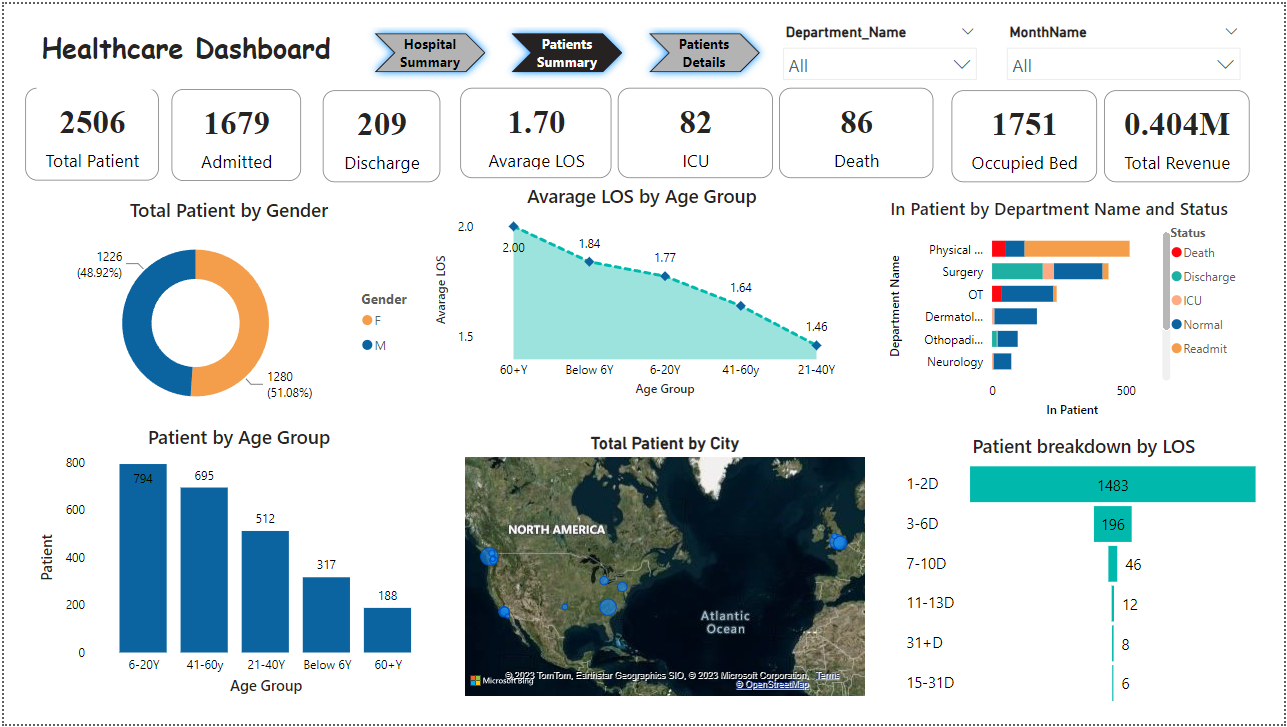 Healthcare Dashboard
Hospital
Summary
Patients
Summary
Patients
Details
Department_Name
All
MonthName
All
2506
Total Patient
1679
Admitted
209
Discharge
1.70
Avarage LOS
82
ICU
86
Death
1751
Occupied Bed
0.404M
Total Revenue
Total Patient by Gender
1226
(48.92%)
1280
(51.08%)
Gender
F
M
Avarage LOS by Age Group
Avarage LOS
2.0
1.5
2.00
1.84
1.77
1.64
1.46
60+Y
Below 6Y
6-20Y
41-60y
21-40Y
Age Group
In Patient by Department Name and Status
Department Name
Physical ...
Surgery
OT
Dermatol...
Othopadi...
Neurology
0
500
In Patient
Status
Death
Discharge
ICU
Normal
Readmit
Patient by Age Group
Patient
800
600
400
200
0
794
695
512
317
188
6-20Y
41-60y
21-40Y
Below 6Y
60+Y
Age Group
Total Patient by City
NORTH AMERICA
Atlantic
Ocean
Microsoft Bing
© 2023 TomTom, Earthstar Geographics SIO, © 2023 Microsoft Corporation, Terms
© OpenStreetMap
Patient breakdown by LOS
1-2D
1483
3-6D
196
7-10D
46
11-13D
12
31+D
8
15-31D
6